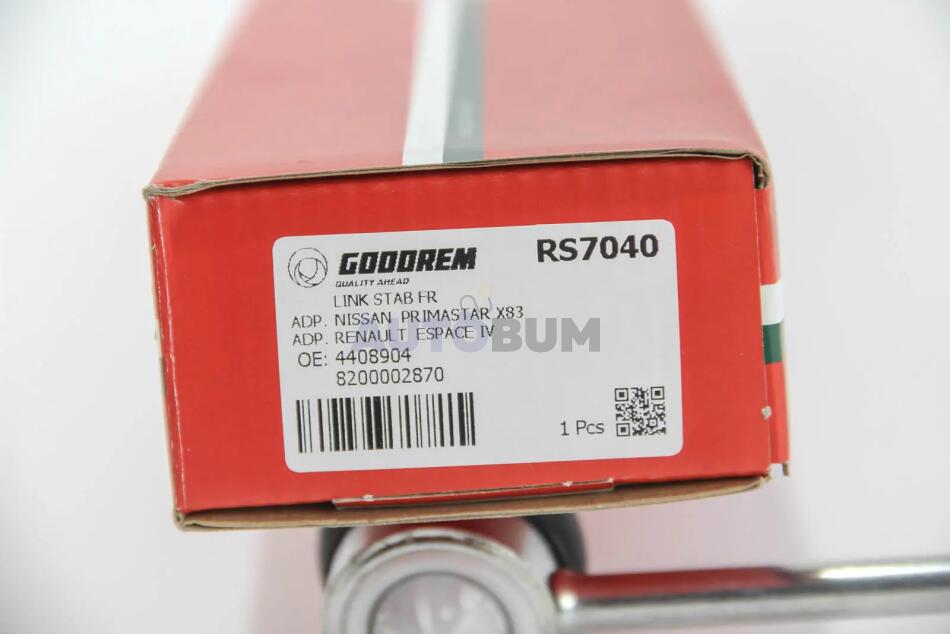 GOODREM
QUALITY AHEAD
RS7040
LINK STAB FR
ADP. NISSAN PRIMASTAR X83
ADP. RENAULT ESPACE IV
OE: 4408904
8200002870
1 Pcs
AUTOBUM